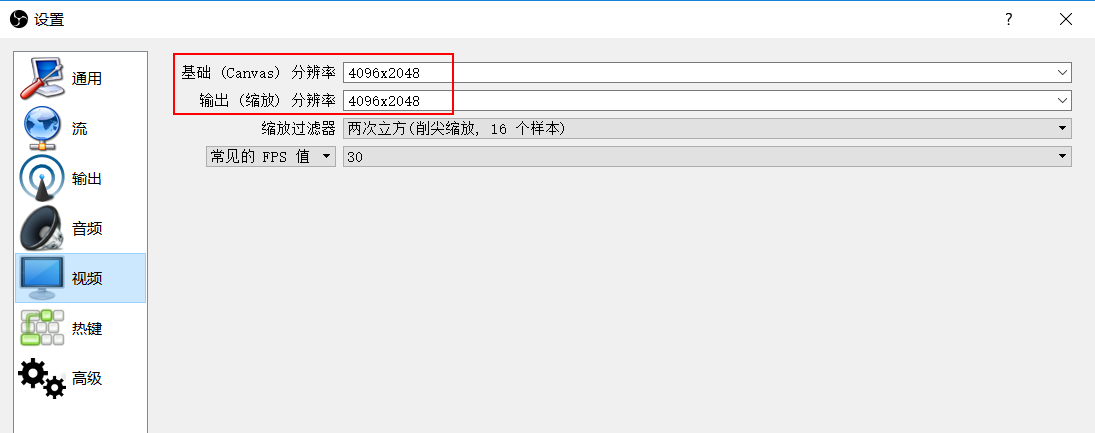 设置
?
通用
流
输出
音频
视频
热键
高级
基础 (Canvas) 分辨率 4096x2048
输出 (缩放) 分辨率 4096x2048
缩放过滤器 两次立方(削尖缩放, 16 个样本)
常见的 FPS 值 30